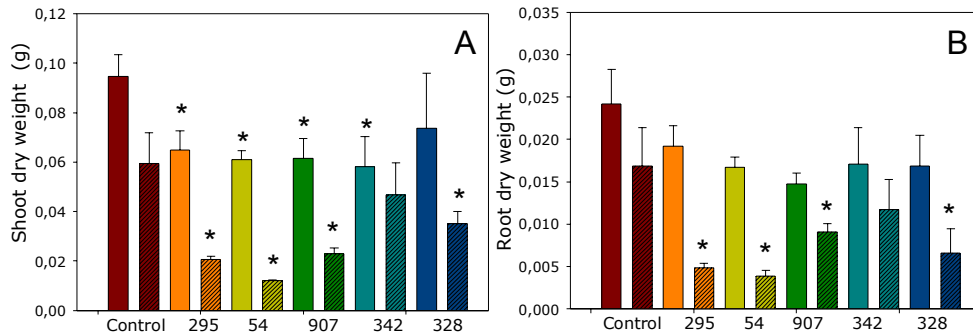 A
Shoot dry weight (g)
0,12
0,10
0,08
0,06
0,04
0,02
0,00
* * * * * * * * *
Control 295 54 907 342 328
B
Root dry weight (g)
0,035
0,030
0,025
0,020
0,015
0,010
0,005
0,000
* * * *
Control 295 54 907 342 328